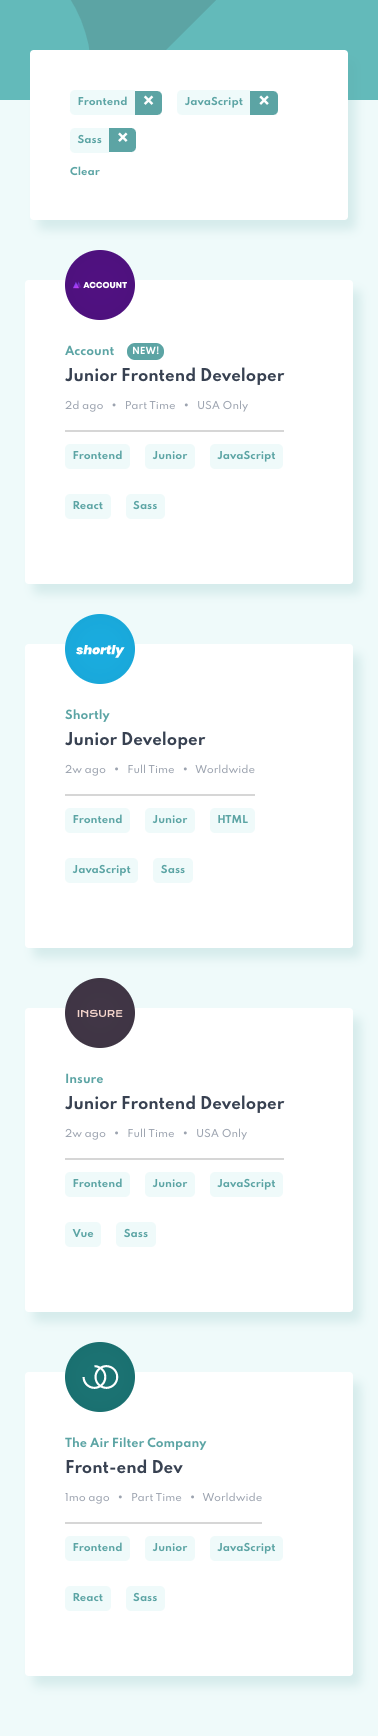 Frontend × JavaScript ×
Sass ×
Clear
ACCOUNT
Account NEW!
Junior Frontend Developer
2d ago • Part Time • USA Only
Frontend Junior JavaScript
React Sass
shortly
Shortly
Junior Developer
2w ago • Full Time • Worldwide
Frontend Junior HTML
JavaScript Sass
INSURE
Insure
Junior Frontend Developer
2w ago • Full Time • USA Only
Frontend Junior JavaScript
Vue Sass
The Air Filter Company
Front-end Dev
1mo ago • Part Time • Worldwide
Frontend Junior JavaScript
React Sass